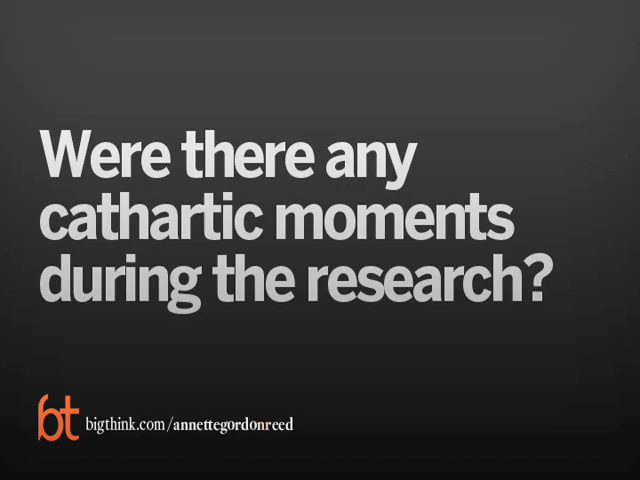 Were there any
cathartic moments
during the research?
bt bigthink.com/annettegordonreed